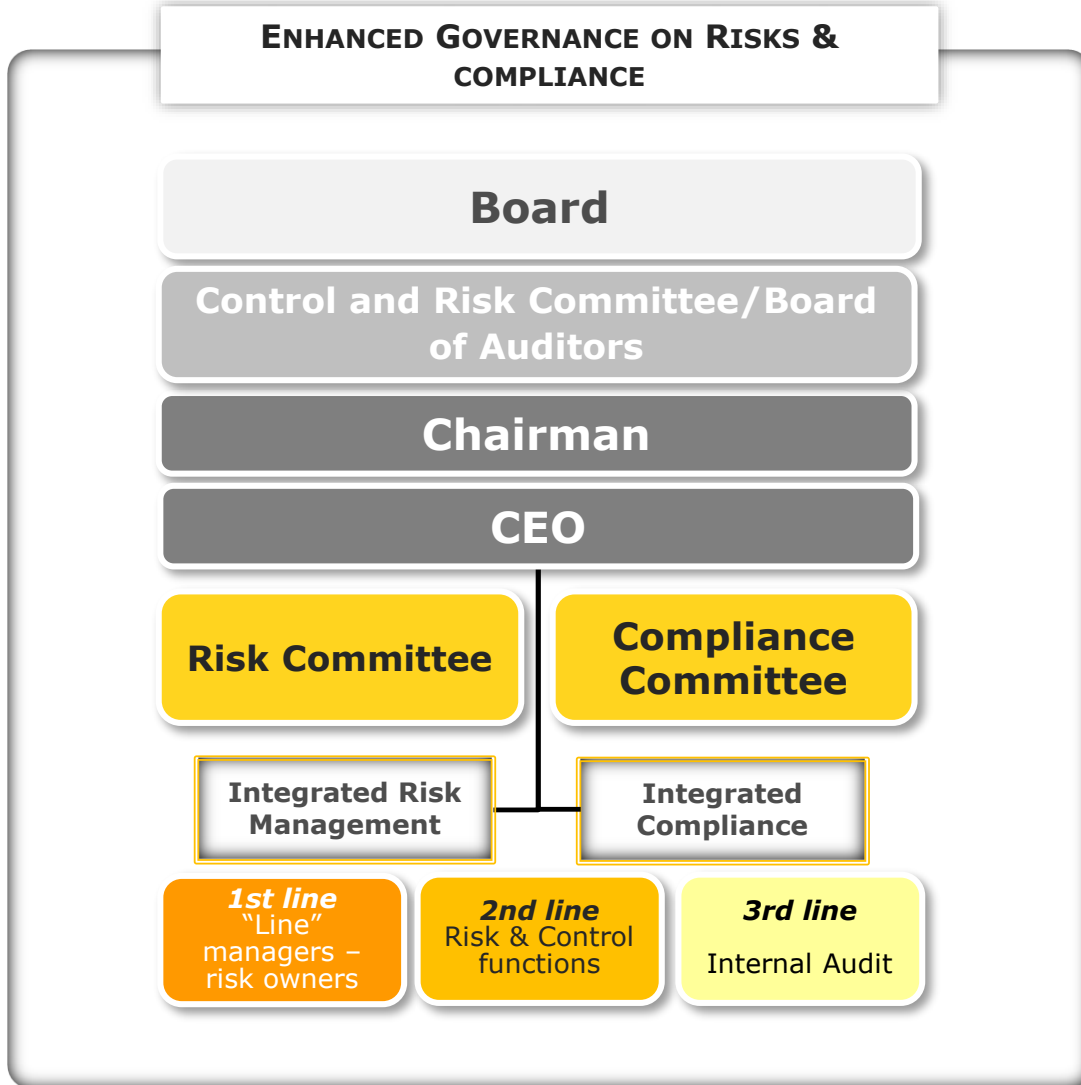 ENHANCED GOVERNANCE ON RISKS &
COMPLIANCE
Board
Control and Risk Committee/Board
of Auditors
Chairman
CEO
Risk Committee
Compliance
Committee
Integrated Risk
Management
Integrated
Compliance
1st line
“Line”
managers –
risk owners
2nd line
Risk & Control
functions
3rd line
Internal Audit